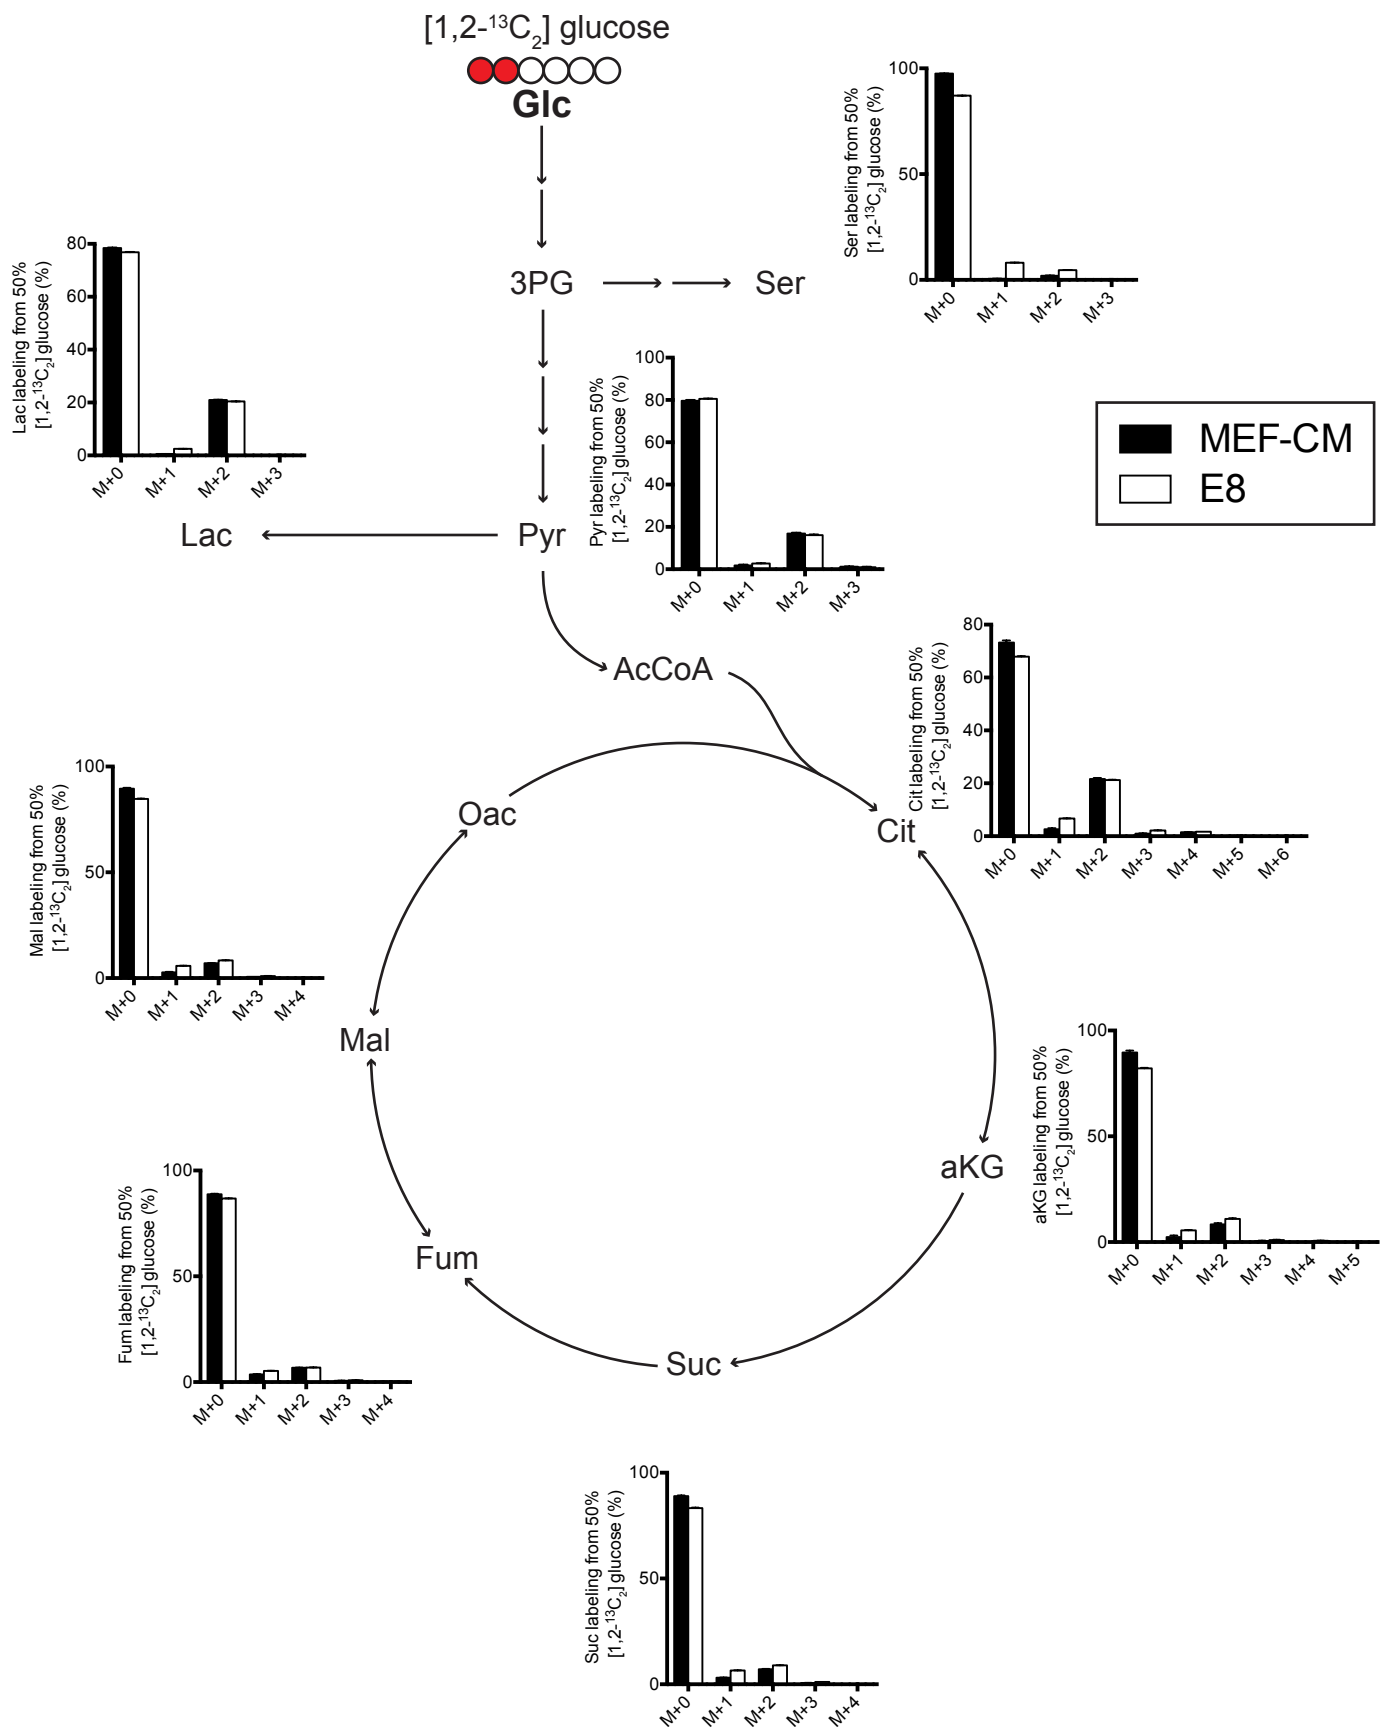 [1,2-¹³C₂] glucose
Glc
3PG
Ser
Pyr
Lac
AcCoA
Oac
Cit
Mal
aKG
Fum
Suc
MEF-CM
E8
Ser labeling from 50%
[1,2-¹³C₂] glucose (%)
100
50
0
M+0 M+1 M+2 M+3
Lac labeling from 50%
[1,2-¹³C₂] glucose (%)
80
60
40
20
0
M+0 M+1 M+2 M+3
Pyr labeling from 50%
[1,2-¹³C₂] glucose (%)
100
80
60
40
20
0
M+0 M+1 M+2 M+3
Cit labeling from 50%
[1,2-¹³C₂] glucose (%)
80
60
40
20
0
M+0 M+1 M+2 M+3 M+4 M+5 M+6
Mal labeling from 50%
[1,2-¹³C₂] glucose (%)
100
50
0
M+0 M+1 M+2 M+3 M+4
aKG labeling from 50%
[1,2-¹³C₂] glucose (%)
100
50
0
M+0 M+1 M+2 M+3 M+4 M+5
Fum labeling from 50%
[1,2-¹³C₂] glucose (%)
100
50
0
M+0 M+1 M+2 M+3 M+4
Suc labeling from 50%
[1,2-¹³C₂] glucose (%)
100
50
0
M+0 M+1 M+2 M+3 M+4